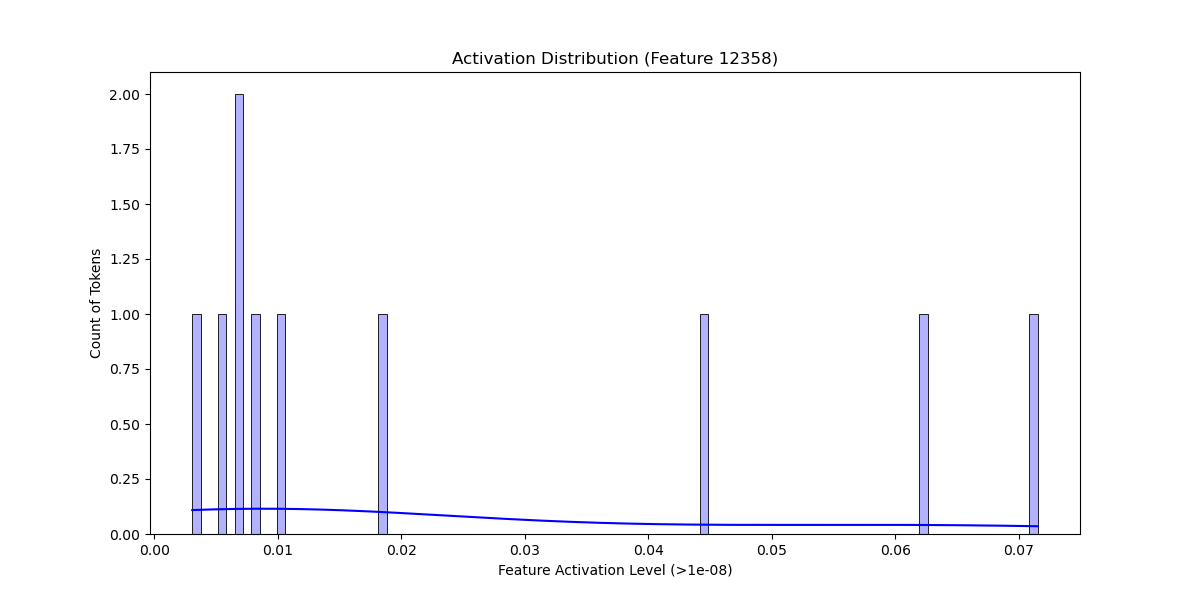 Activation Distribution (Feature 12358)
2.00
1.75
1.50
1.25
1.00
0.75
0.50
0.25
0.00
Count of Tokens
0.00 0.01 0.02 0.03 0.04 0.05 0.06 0.07
Feature Activation Level (>1e-08)